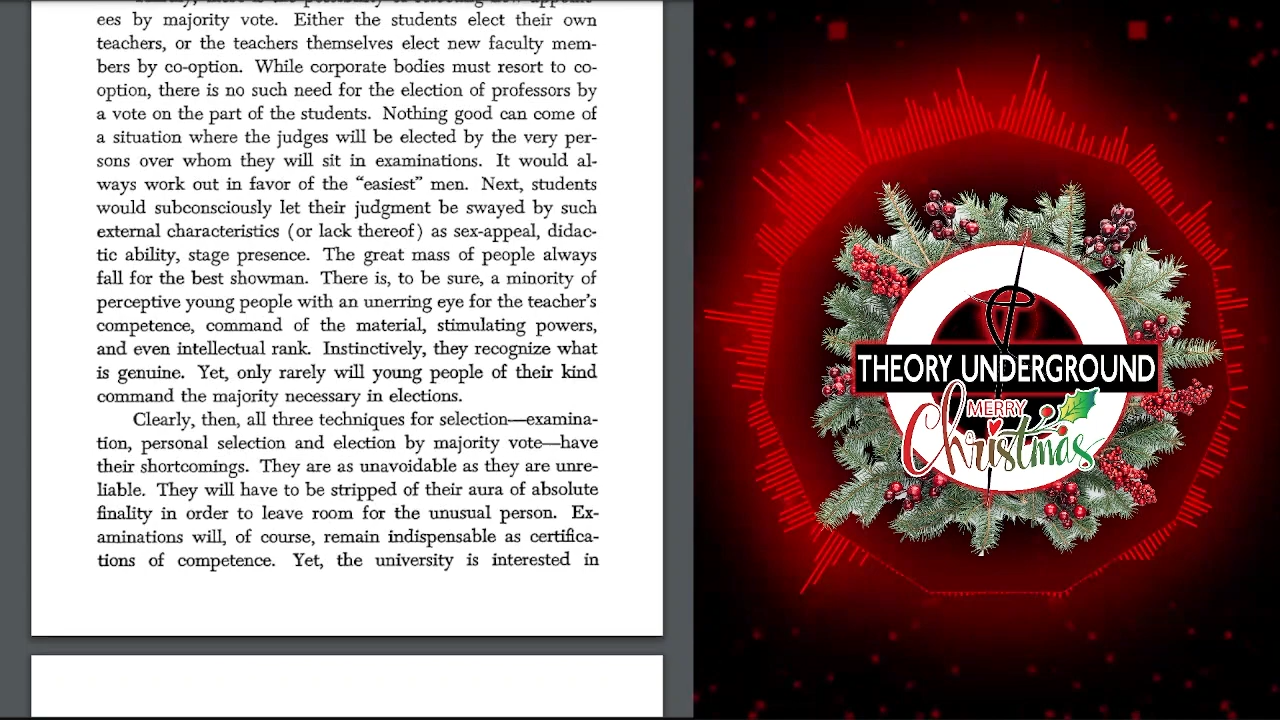 ees by majority vote. Either the students elect their own
teachers, or the teachers themselves elect new faculty mem-
bers by co-option. While corporate bodies must resort to co-
option, there is no such need for the election of professors by
a vote on the part of the students. Nothing good can come of
a situation where the judges will be elected by the very per-
sons over whom they will sit in examinations. It would al-
ways work out in favor of the “easiest” men. Next, students
would subconsciously let their judgment be swayed by such
external characteristics (or lack thereof) as sex-appeal, didac-
tic ability, stage presence. The great mass of people always
fall for the best showman. There is, to be sure, a minority of
perceptive young people with an unerring eye for the teacher’s
competence, command of the material, stimulating powers,
and even intellectual rank. Instinctively, they recognize what
is genuine. Yet, only rarely will young people of their kind
command the majority necessary in elections.
Clearly, then, all three techniques for selection—examina-
tion, personal selection and election by majority vote—have
their shortcomings. They are as unavoidable as they are unre-
liable. They will have to be stripped of their aura of absolute
finality in order to leave room for the unusual person. Ex-
aminations will, of course, remain indispensable as certifica-
tions of competence. Yet, the university is interested in
THEORY UNDERGROUND
MERRY
Christmas